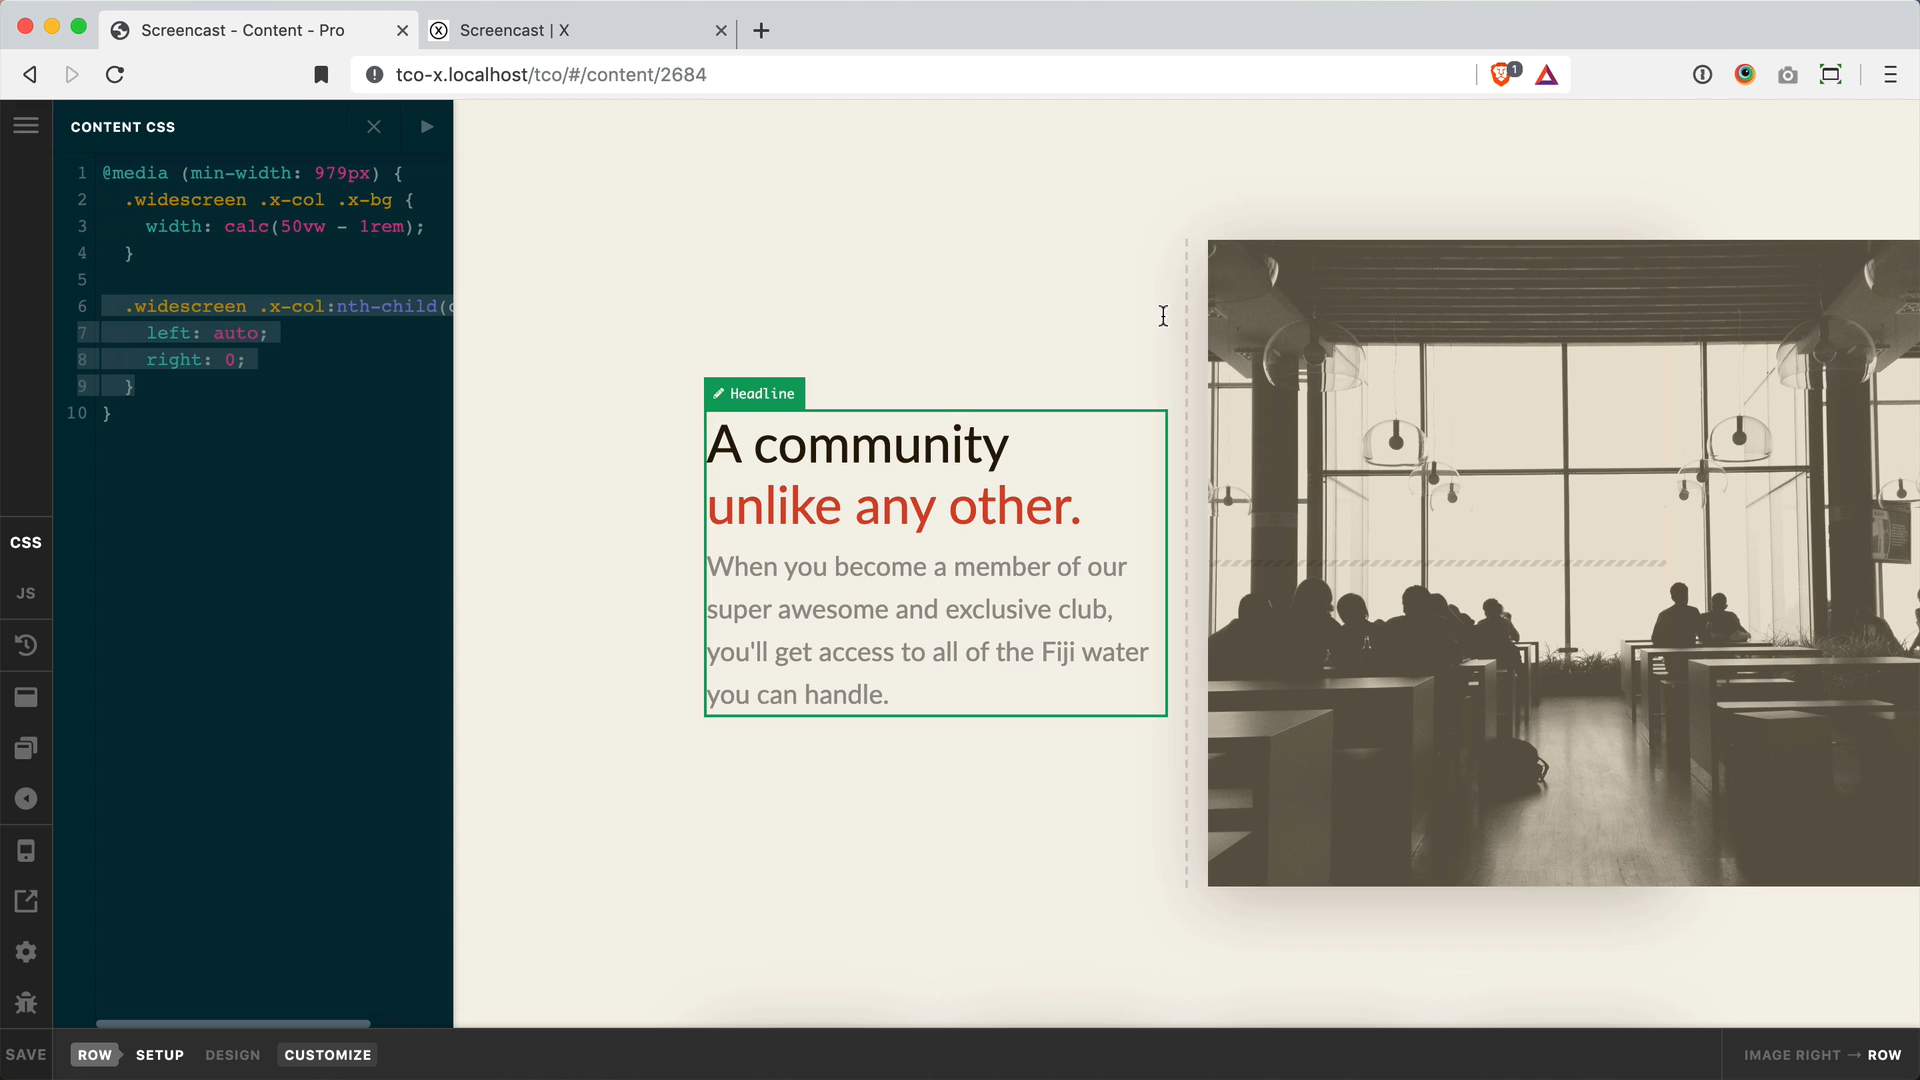 Screencast - Content - Pro
Screencast | X
tco-x.localhost/tco/#/content/2684
1
CONTENT CSS
1 @media (min-width: 979px) {
2 .widescreen .x-col .x-bg {
3 width: calc(50vw - 1rem);
4 }
5
6 .widescreen .x-col:nth-child(
7 left: auto;
8 right: 0;
9 }
10 }
Headline
A community
unlike any other.
When you become a member of our
super awesome and exclusive club,
you'll get access to all of the Fiji water
you can handle.
CSS
JS
SAVE
ROW
SETUP
DESIGN
CUSTOMIZE
IMAGE RIGHT → ROW